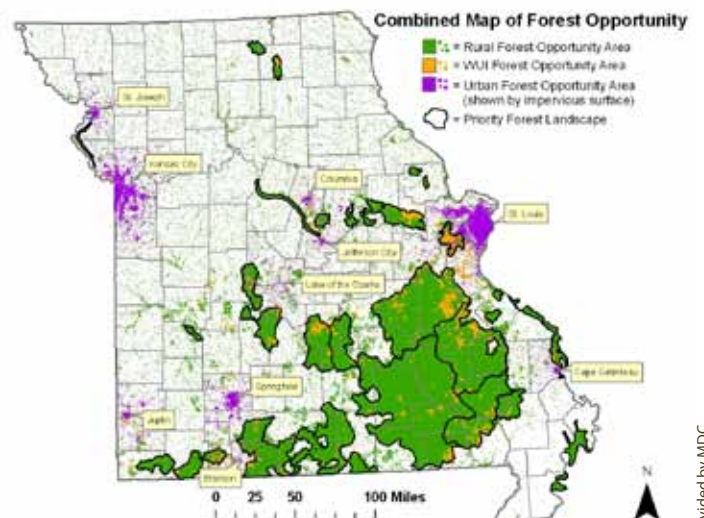 Combined Map of Forest Opportunity
= Rural Forest Opportunity Area
= WUI Forest Opportunity Area
= Urban Forest Opportunity Area
(shown by impervious surface)
= Priority Forest Landscape
St. Joseph
Kansas City
Columbia
St. Louis
Jefferson City
Lake of the Ozarks
Cape Girardeau
Springfield
Joplin
Branson
0 25 50 100 Miles
N
vided by MDC